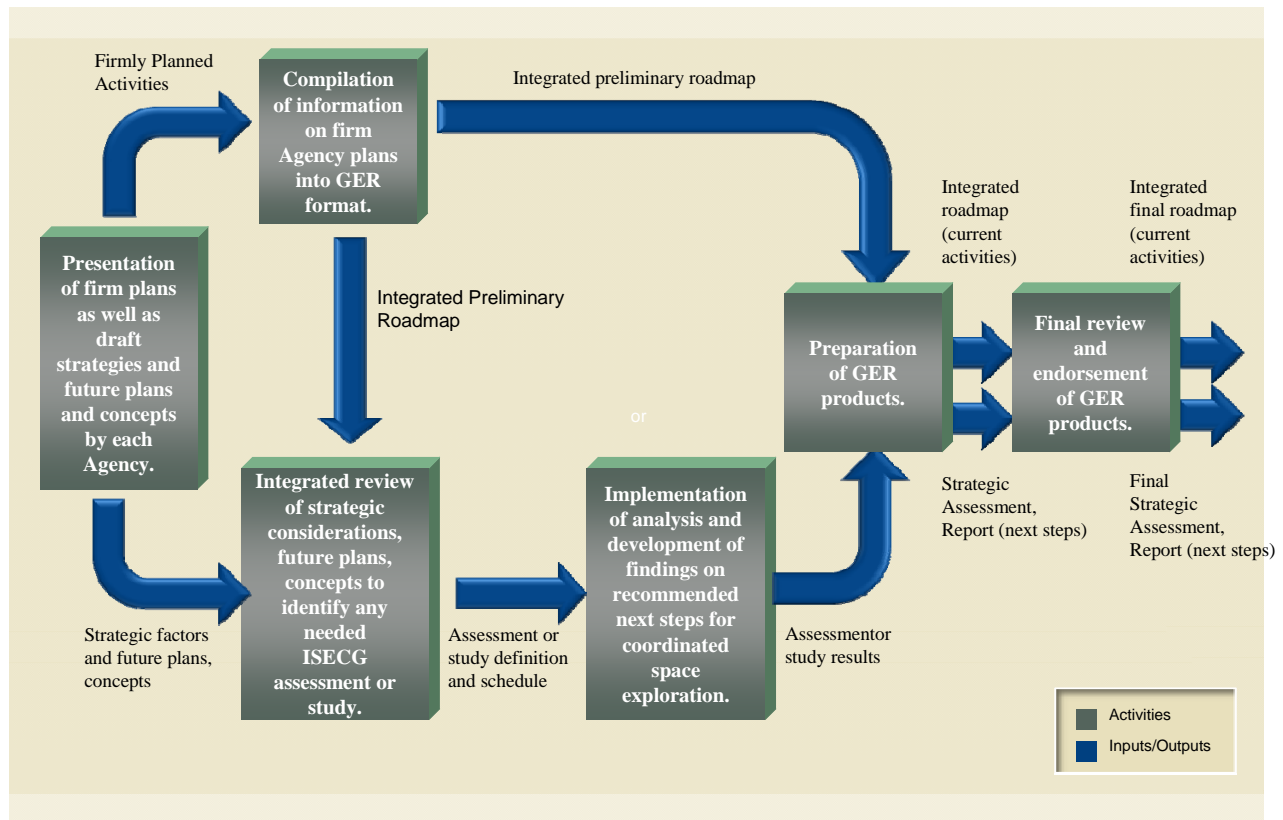 Firmly Planned
Activities
Compilation
of information
on firm
Agency plans
into GER
format.
Integrated preliminary roadmap
Presentation
of firm plans
as well as
draft
strategies and
future plans
and concepts
by each
Agency.
Integrated Preliminary
Roadmap
Integrated
roadmap
(current
activities)
Integrated
final roadmap
(current
activities)
Preparation
of GER
products.
Final review
and
endorsement
of GER
products.
or
Integrated review
of strategic
considerations,
future plans,
concepts to
identify any
needed
ISECG
assessment or
study.
Implementation
of analysis and
development of
findings on
recommended
next steps for
coordinated
space
exploration.
Strategic
Assessment,
Report (next steps)
Final
Strategic
Assessment,
Report (next steps)
Strategic factors
and future plans,
concepts
Assessment or
study definition
and schedule
Assessmentor
study results
Activities
Inputs/Outputs